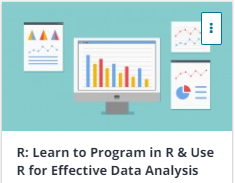 R: Learn to Program in R & Use
R for Effective Data Analysis